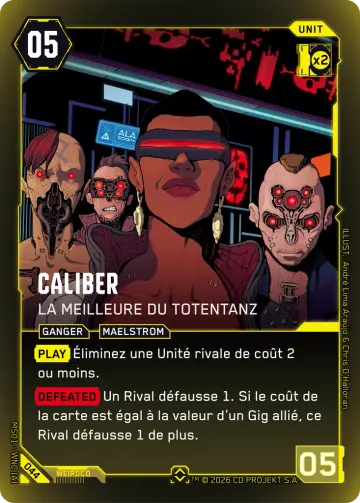 05
UNIT
x2
ALA
CALIBER
LA MEILLEURE DU TOTENTANZ
GANGER MAELSTROM
PLAY Éliminez une Unité rivale de coût 2
ou moins.
DEFEATED Un Rival défausse 1. Si le coût de
la carte est égal à la valeur d'un Gig allié, ce
Rival défausse 1 de plus.
ILLUST. André Lima Araujo & Chris O'Halloran
044
WEIRDCO
™ © 2026 CD PROJEKT S.A.
05